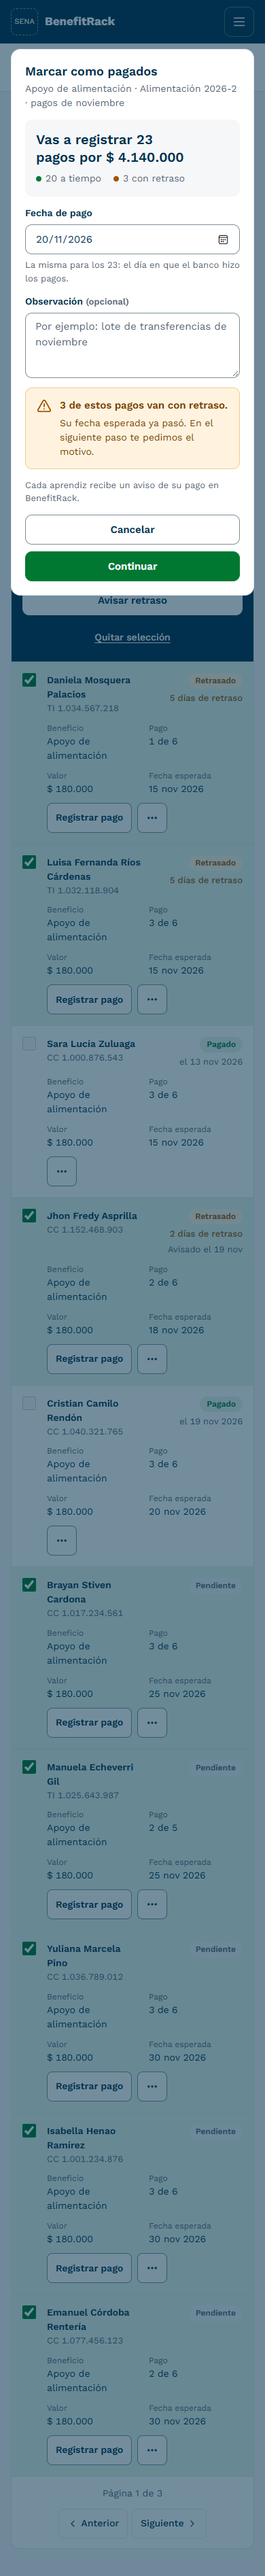 SENA BenefitRack
Marcar como pagados
Apoyo de alimentación · Alimentación 2026-2
· pagos de noviembre
Vas a registrar 23
pagos por $ 4.140.000
20 a tiempo 3 con retraso
Fecha de pago
20/11/2026
La misma para los 23: el día en que el banco hizo
los pagos.
Observación (opcional)
Por ejemplo: lote de transferencias de
noviembre
3 de estos pagos van con retraso.
Su fecha esperada ya pasó. En el
siguiente paso te pedimos el
motivo.
Cada aprendiz recibe un aviso de su pago en
BenefitRack.
Cancelar
Continuar
Avisar retraso
Quitar selección
Daniela Mosquera
Palacios
Retrasado
TI 1.034.567.218
5 días de retraso
Beneficio Pago
Apoyo de
alimentación
1 de 6
Valor Fecha esperada
$ 180.000 15 nov 2026
Registrar pago
Luisa Fernanda Ríos
Cárdenas
Retrasado
TI 1.032.118.904
5 días de retraso
Beneficio Pago
Apoyo de
alimentación
3 de 6
Valor Fecha esperada
$ 180.000 15 nov 2026
Registrar pago
Sara Lucía Zuluaga Pagado
CC 1.000.876.543
el 13 nov 2026
Beneficio Pago
Apoyo de
alimentación
3 de 6
Valor Fecha esperada
$ 180.000 15 nov 2026
Jhon Fredy Asprilla Retrasado
CC 1.152.468.903
2 días de retraso
Avisado el 19 nov
Beneficio Pago
Apoyo de
alimentación
2 de 6
Valor Fecha esperada
$ 180.000 18 nov 2026
Registrar pago
Cristian Camilo
Rendón
Pagado
CC 1.040.321.765
el 19 nov 2026
Beneficio Pago
Apoyo de
alimentación
3 de 6
Valor Fecha esperada
$ 180.000 20 nov 2026
Brayan Stiven
Cardona
Pendiente
CC 1.017.234.561
Beneficio Pago
Apoyo de
alimentación
3 de 6
Valor Fecha esperada
$ 180.000 25 nov 2026
Registrar pago
Manuela Echeverri
Gil
Pendiente
TI 1.025.643.987
Beneficio Pago
Apoyo de
alimentación
2 de 5
Valor Fecha esperada
$ 180.000 25 nov 2026
Registrar pago
Yuliana Marcela
Pino
Pendiente
CC 1.036.789.012
Beneficio Pago
Apoyo de
alimentación
3 de 6
Valor Fecha esperada
$ 180.000 30 nov 2026
Registrar pago
Isabella Henao
Ramírez
Pendiente
CC 1.001.234.876
Beneficio Pago
Apoyo de
alimentación
3 de 6
Valor Fecha esperada
$ 180.000 30 nov 2026
Registrar pago
Emanuel Córdoba
Rentería
Pendiente
CC 1.077.456.123
Beneficio Pago
Apoyo de
alimentación
2 de 6
Valor Fecha esperada
$ 180.000 30 nov 2026
Registrar pago
Página 1 de 3
Anterior Siguiente